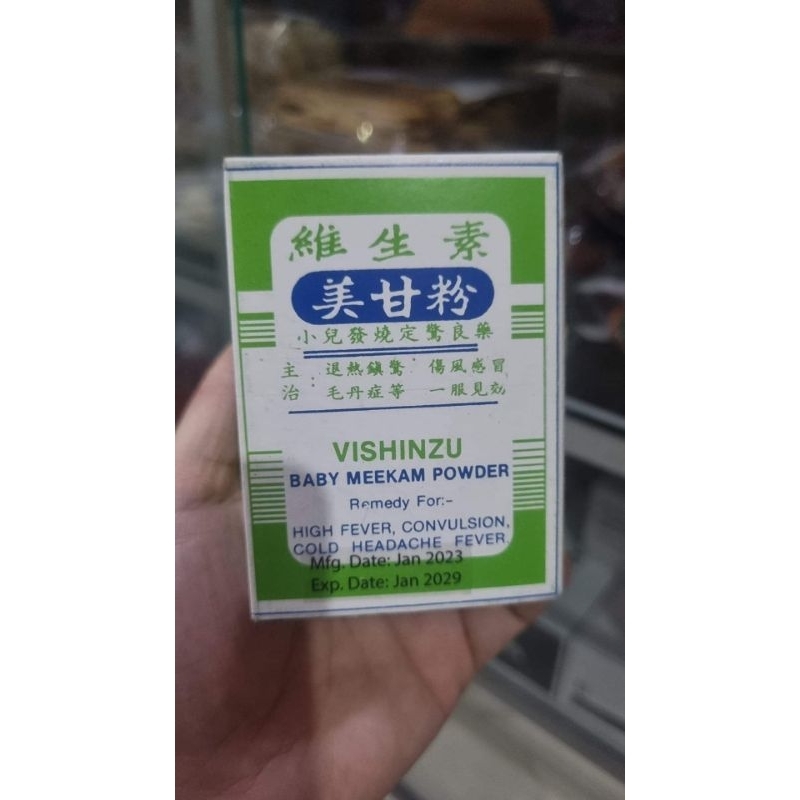 維生素
美甘粉
小兒發燒定驚良藥
主治：退熱鎮驚 傷風感冒
毛丹症等 一服見効
VISHINZU
BABY MEEKAM POWDER
Remedy For:-
HIGH FEVER, CONVULSION,
COLD HEADACHE FEVER.
Mfg. Date: Jan 2023
Exp. Date: Jan 2029